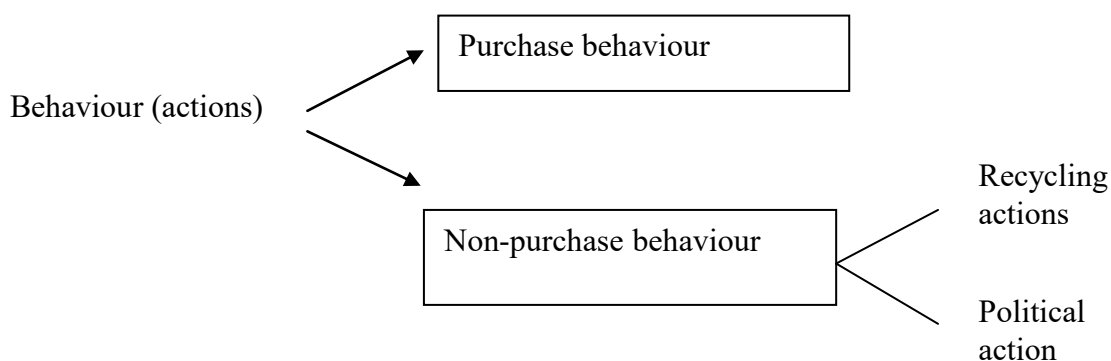 Purchase behaviour
Behaviour (actions)
Recycling
actions
Non-purchase behaviour
Political
action